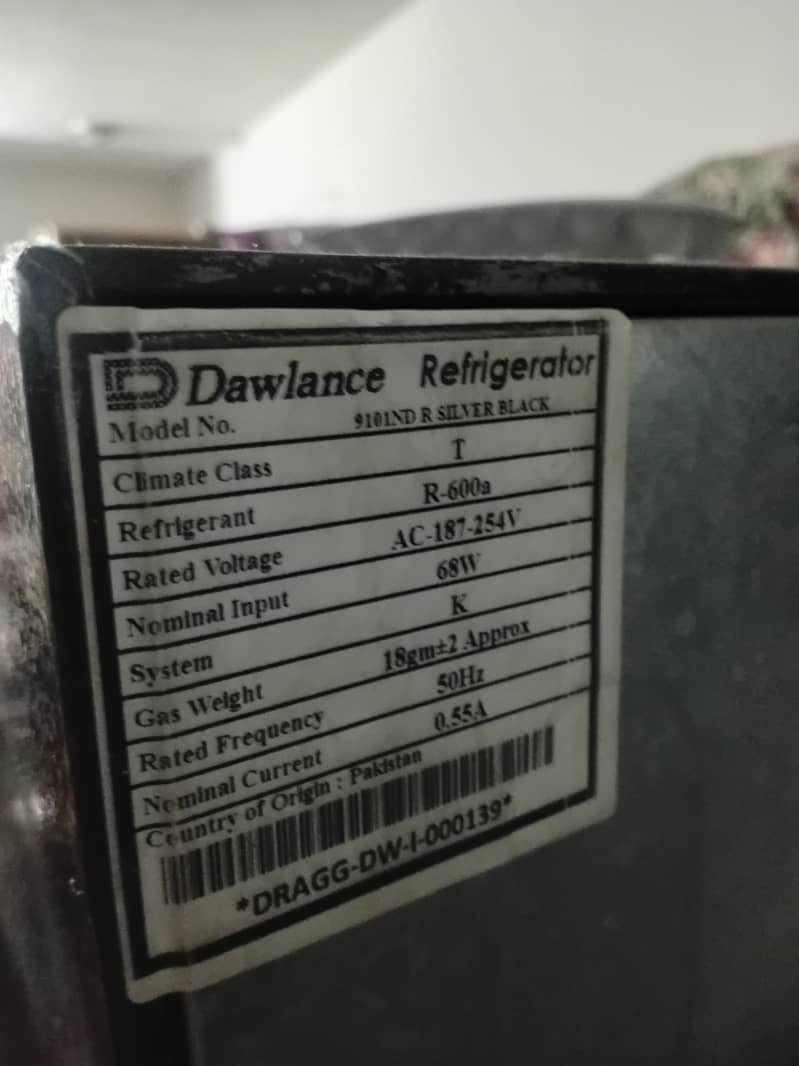 Dawlance Refrigerator
Model No. 9101ND R SILVER BLACK
Climate Class T
Refrigerant R-600a
Rated Voltage AC-187-254V
Nominal Input 68W
System K
Gas Weight 18gm±2 Approx
Rated Frequency 50Hz
Nominal Current 0.55A
Country of Origin : Pakistan
*DRAGG-DW-I-000139*